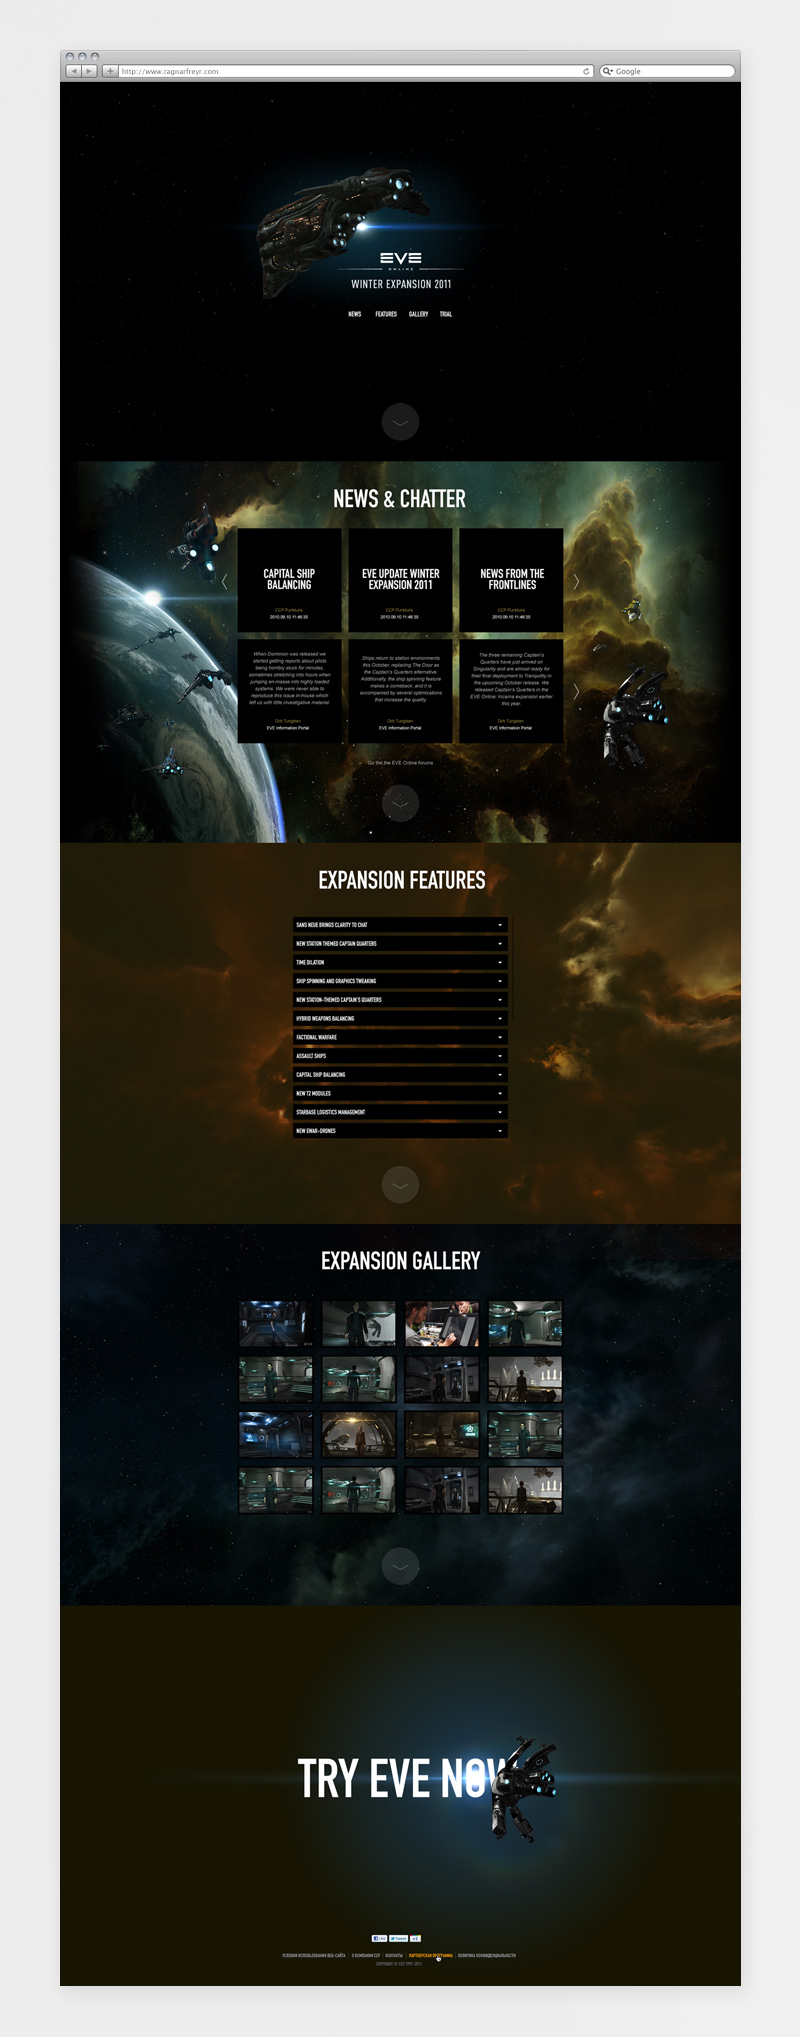 http://www.ragnarfreyr.com
Google
EVE
ONLINE
WINTER EXPANSION 2011
NEWS FEATURES GALLERY TRIAL
NEWS & CHATTER
CAPITAL SHIP
BALANCING
CCP Punktura
2010.09.10 11:46:35
EVE UPDATE WINTER
EXPANSION 2011
CCP Punktura
2010.09.10 11:46:35
NEWS FROM THE
FRONTLINES
CCP Punktura
2010.09.10 11:46:35
When Dominion was released we
started getting reports about pilots
being horribly stuck for minutes,
sometimes stretching into hours when
jumping en-masse into highly loaded
systems. We were never able to
reproduce this issue in-house which
left us with little investigative material.
Dirk Tungsten
EVE Information Portal
Ships return to station environments
this October, replacing The Door as
the Captain's Quarters alternative.
Additionally, the ship spinning feature
makes a comeback, and it is
accompanied by several optimizations
that increase the quality.
Dirk Tungsten
EVE Information Portal
The three remaining Captain's
Quarters have just arrived on
Singularity and are almost ready for
their final deployment to Tranquility in
the upcoming October release. We
released Captain's Quarters in the
EVE Online: Incarna expansion earlier
this year.
Dirk Tungsten
EVE Information Portal
Go the the EVE Online forums
EXPANSION FEATURES
SANS NEUE BRINGS CLARITY TO CHAT
NEW STATION THEMED CAPTAIN QUARTERS
TIME DILATION
SHIP SPINNING AND GRAPHICS TWEAKING
NEW STATION-THEMED CAPTAIN'S QUARTERS
HYBRID WEAPONS BALANCING
FACTIONAL WARFARE
ASSAULT SHIPS
CAPITAL SHIP BALANCING
NEW T2 MODULES
STARBASE LOGISTICS MANAGEMENT
NEW EWAR-DRONES
EXPANSION GALLERY
TRY EVE NOW
Like Tweet +1
УСЛОВИЯ ИСПОЛЬЗОВАНИЯ ВЕБ-САЙТА | О КОМПАНИИ CCP | КОНТАКТЫ | ПАРТНЕРСКАЯ ПРОГРАММА | ПОЛИТИКА КОНФИДЕНЦИАЛЬНОСТИ
COPYRIGHT © CCP 1997-2011